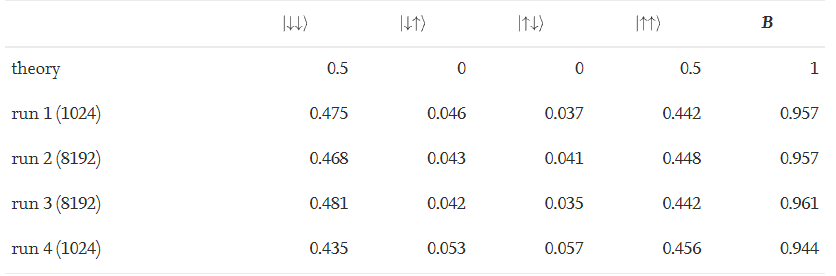 |↓↓⟩ |↓↑⟩ |↑↓⟩ |↑↑⟩ B
theory 0.5 0 0 0.5 1
run 1 (1024) 0.475 0.046 0.037 0.442 0.957
run 2 (8192) 0.468 0.043 0.041 0.448 0.957
run 3 (8192) 0.481 0.042 0.035 0.442 0.961
run 4 (1024) 0.435 0.053 0.057 0.456 0.944